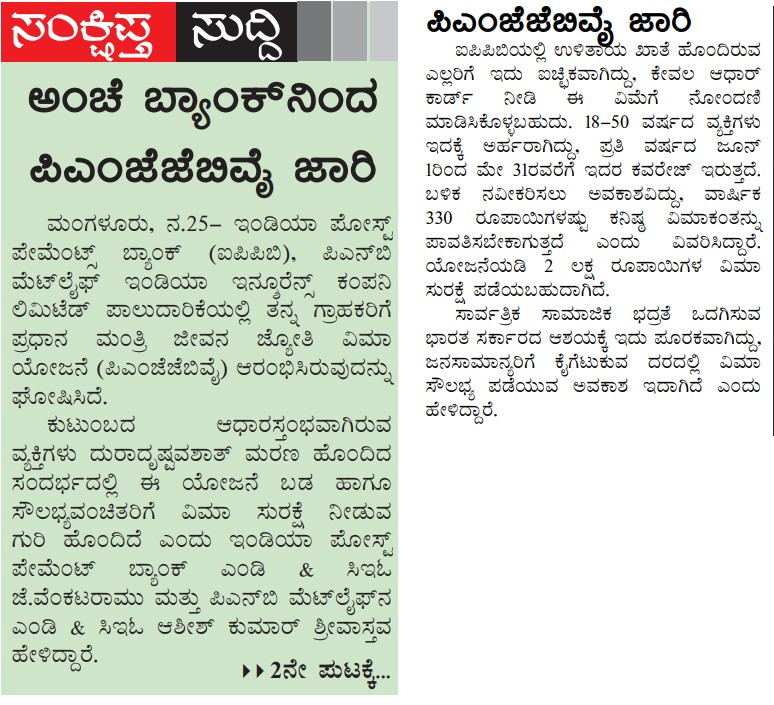 ಸಂಕ್ಷಿಪ್ತ ಸುದ್ದಿ
ಅಂಚೆ ಬ್ಯಾಂಕ್‌ನಿಂದ
ಪಿಎಂಜೆಜೆಬಿವೈ ಜಾರಿ
ಮಂಗಳೂರು, ನ.25– ಇಂಡಿಯಾ ಪೋಸ್ಟ್
ಪೇಮೆಂಟ್ಸ್ ಬ್ಯಾಂಕ್ (ಐಪಿಪಿಬಿ), ಪಿಎನ್‌ಬಿ
ಮೆಟ್‌ಲೈಫ್ ಇಂಡಿಯಾ ಇನ್ಶೂರೆನ್ಸ್ ಕಂಪನಿ
ಲಿಮಿಟೆಡ್ ಪಾಲುದಾರಿಕೆಯಲ್ಲಿ ತನ್ನ ಗ್ರಾಹಕರಿಗೆ
ಪ್ರಧಾನ ಮಂತ್ರಿ ಜೀವನ ಜ್ಯೋತಿ ವಿಮಾ
ಯೋಜನೆ (ಪಿಎಂಜೆಜೆಬಿವೈ) ಆರಂಭಿಸಿರುವುದನ್ನು
ಘೋಷಿಸಿದೆ.
ಕುಟುಂಬದ ಆಧಾರಸ್ತಂಭವಾಗಿರುವ
ವ್ಯಕ್ತಿಗಳು ದುರಾದೃಷ್ಟವಶಾತ್ ಮರಣ ಹೊಂದಿದ
ಸಂದರ್ಭದಲ್ಲಿ ಈ ಯೋಜನೆ ಬಡ ಹಾಗೂ
ಸೌಲಭ್ಯವಂಚಿತರಿಗೆ ವಿಮಾ ಸುರಕ್ಷೆ ನೀಡುವ
ಗುರಿ ಹೊಂದಿದೆ ಎಂದು ಇಂಡಿಯಾ ಪೋಸ್ಟ್
ಪೇಮೆಂಟ್ ಬ್ಯಾಂಕ್ ಎಂಡಿ & ಸಿಇಓ
ಜೆ.ವೆಂಕಟರಾಮು ಮತ್ತು ಪಿಎನ್‌ಬಿ ಮೆಟ್‌ಲೈಫ್‌ನ
ಎಂಡಿ & ಸಿಇಓ ಆಶೀಶ್ ಕುಮಾರ್ ಶ್ರೀವಾಸ್ತವ
ಹೇಳಿದ್ದಾರೆ.
2ನೇ ಪುಟಕ್ಕೆ...
ಪಿಎಂಜೆಜೆಬಿವೈ ಜಾರಿ
ಐಪಿಪಿಬಿಯಲ್ಲಿ ಉಳಿತಾಯ ಖಾತೆ ಹೊಂದಿರುವ
ಎಲ್ಲರಿಗೆ ಇದು ಐಚ್ಛಿಕವಾಗಿದ್ದು, ಕೇವಲ ಆಧಾರ್
ಕಾರ್ಡ್ ನೀಡಿ ಈ ವಿಮೆಗೆ ನೋಂದಣಿ
ಮಾಡಿಸಿಕೊಳ್ಳಬಹುದು. 18–50 ವರ್ಷದ ವ್ಯಕ್ತಿಗಳು
ಇದಕ್ಕೆ ಅರ್ಹರಾಗಿದ್ದು, ಪ್ರತಿ ವರ್ಷದ ಜೂನ್
1ರಿಂದ ಮೇ 31ರವರೆಗೆ ಇದರ ಕವರೇಜ್ ಇರುತ್ತದೆ.
ಬಳಿಕ ನವೀಕರಿಸಲು ಅವಕಾಶವಿದ್ದು, ವಾರ್ಷಿಕ
330 ರೂಪಾಯಿಗಳಷ್ಟು ಕನಿಷ್ಠ ವಿಮಾಕಂತನ್ನು
ಪಾವತಿಸಬೇಕಾಗುತ್ತದೆ ಎಂದು ವಿವರಿಸಿದ್ದಾರೆ.
ಯೋಜನೆಯಡಿ 2 ಲಕ್ಷ ರೂಪಾಯಿಗಳ ವಿಮಾ
ಸುರಕ್ಷೆ ಪಡೆಯಬಹುದಾಗಿದೆ.
ಸಾರ್ವತ್ರಿಕ ಸಾಮಾಜಿಕ ಭದ್ರತೆ ಒದಗಿಸುವ
ಭಾರತ ಸರ್ಕಾರದ ಆಶಯಕ್ಕೆ ಇದು ಪೂರಕವಾಗಿದ್ದು,
ಜನಸಾಮಾನ್ಯರಿಗೆ ಕೈಗೆಟುಕುವ ದರದಲ್ಲಿ ವಿಮಾ
ಸೌಲಭ್ಯ ಪಡೆಯುವ ಅವಕಾಶ ಇದಾಗಿದೆ ಎಂದು
ಹೇಳಿದ್ದಾರೆ.